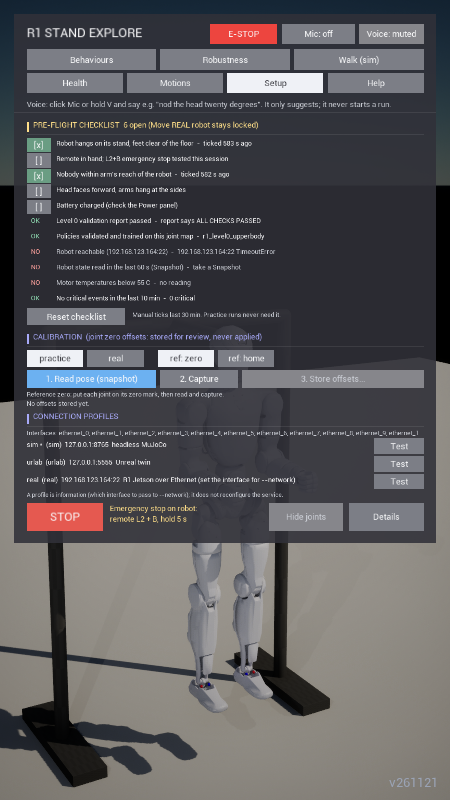 R1 STAND EXPLORE
E-STOP
Mic: off
Voice: muted
Behaviours
Robustness
Walk (sim)
Health
Motions
Setup
Help
Voice: click Mic or hold V and say e.g. "nod the head twenty degrees". It only suggests; it never starts a run.
PRE-FLIGHT CHECKLIST 6 open (Move REAL robot stays locked)
[x] Robot hangs on its stand, feet clear of the floor - ticked 583 s ago
[ ] Remote in hand; L2+B emergency stop tested this session
[x] Nobody within arm's reach of the robot - ticked 582 s ago
[ ] Head faces forward, arms hang at the sides
[ ] Battery charged (check the Power panel)
OK Level 0 validation report passed - report says ALL CHECKS PASSED
OK Policies validated and trained on this joint map - r1_level0_upperbody
NO Robot reachable (192.168.123.164:22) - 192.168.123.164:22 TimeoutError
NO Robot state read in the last 60 s (Snapshot) - take a Snapshot
NO Motor temperatures below 55 C - no reading
OK No critical events in the last 10 min - 0 critical
Reset checklist
Manual ticks last 30 min. Practice runs never need it.
CALIBRATION (joint zero offsets: stored for review, never applied)
practice
real
ref: zero
ref: home
1. Read pose (snapshot)
2. Capture
3. Store offsets...
Reference zero: put each joint on its zero mark, then read and capture.
No offsets stored yet.
CONNECTION PROFILES
Interfaces: ethernet_0, ethernet_1, ethernet_2, ethernet_3, ethernet_4, ethernet_5, ethernet_6, ethernet_7, ethernet_8, ethernet_9, ethernet_1
sim • (sim) 127.0.0.1:8765 headless MuJoCo
Test
urlab (urlab) 127.0.0.1:5555 Unreal twin
Test
real (real) 192.168.123.164:22 R1 Jetson over Ethernet (set the interface for --network)
Test
A profile is information (which interface to pass to --network); it does not reconfigure the service.
STOP
Emergency stop on robot:
remote L2 + B, hold 5 s
Hide joints
Details
v261121